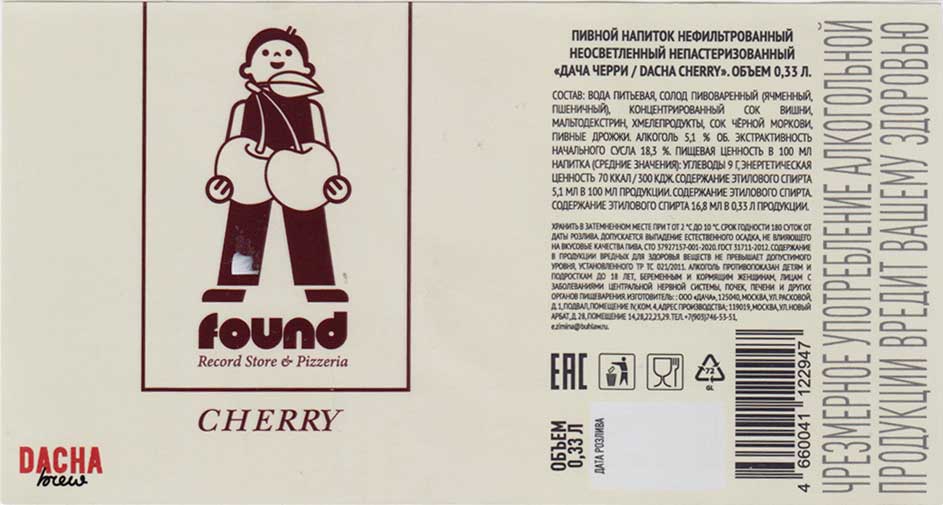 found
Record Store & Pizzeria
CHERRY
DACHA
brew
ПИВНОЙ НАПИТОК НЕФИЛЬТРОВАННЫЙ
НЕОСВЕТЛЕННЫЙ НЕПАСТЕРИЗОВАННЫЙ
«ДАЧА ЧЕРРИ / DACHA CHERRY». ОБЪЕМ 0,33 Л.
СОСТАВ: ВОДА ПИТЬЕВАЯ, СОЛОД ПИВОВАРЕННЫЙ (ЯЧМЕННЫЙ,
ПШЕНИЧНЫЙ), КОНЦЕНТРИРОВАННЫЙ СОК ВИШНИ,
МАЛЬТОДЕКСТРИН, ХМЕЛЕПРОДУКТЫ, СОК ЧЁРНОЙ МОРКОВИ,
ПИВНЫЕ ДРОЖЖИ. АЛКОГОЛЬ 5,1 % ОБ. ЭКСТРАКТИВНОСТЬ
НАЧАЛЬНОГО СУСЛА 18,3 %. ПИЩЕВАЯ ЦЕННОСТЬ В 100 МЛ
НАПИТКА (СРЕДНИЕ ЗНАЧЕНИЯ): УГЛЕВОДЫ 9 Г, ЭНЕРГЕТИЧЕСКАЯ
ЦЕННОСТЬ 70 ККАЛ / 300 КДЖ. СОДЕРЖАНИЕ ЭТИЛОВОГО СПИРТА
5,1 МЛ В 100 МЛ ПРОДУКЦИИ. СОДЕРЖАНИЕ ЭТИЛОВОГО СПИРТА.
СОДЕРЖАНИЕ ЭТИЛОВОГО СПИРТА 16,8 МЛ В 0,33 Л ПРОДУКЦИИ.
ХРАНИТЬ В ЗАТЕМНЕННОМ МЕСТЕ ПРИ Т ОТ 2 °С ДО 10 °С. СРОК ГОДНОСТИ 180 СУТОК ОТ
ДАТЫ РОЗЛИВА. ДОПУСКАЕТСЯ ВЫПАДЕНИЕ ЕСТЕСТВЕННОГО ОСАДКА, НЕ ВЛИЯЮЩЕГО
НА ВКУСОВЫЕ КАЧЕСТВА ПИВА. СТО 37927157-001-2020. ГОСТ 31711-2012. СОДЕРЖАНИЕ
В ПРОДУКЦИИ ВРЕДНЫХ ДЛЯ ЗДОРОВЬЯ ВЕЩЕСТВ НЕ ПРЕВЫШАЕТ ДОПУСТИМОГО
УРОВНЯ, УСТАНОВЛЕННОГО ТР ТС 021/2011. АЛКОГОЛЬ ПРОТИВОПОКАЗАН ДЕТЯМ И
ПОДРОСТКАМ ДО 18 ЛЕТ, БЕРЕМЕННЫМ И КОРМЯЩИМ ЖЕНЩИНАМ, ЛИЦАМ С
ЗАБОЛЕВАНИЯМИ ЦЕНТРАЛЬНОЙ НЕРВНОЙ СИСТЕМЫ, ПОЧЕК, ПЕЧЕНИ И ДРУГИХ
ОРГАНОВ ПИЩЕВАРЕНИЯ. ИЗГОТОВИТЕЛЬ: : ООО «ДАЧА», 125040, МОСКВА, УЛ. РАСКОВОЙ,
Д. 1, ПОДВАЛ, ПОМЕЩЕНИЕ IV, КОМ. 4, АДРЕС ПРОИЗВОДСТВА; 119019, МОСКВА, УЛ. НОВЫЙ
АРБАТ, Д. 28, ПОМЕЩЕНИЕ 14,28,22,23,29. ТЕЛ. +7(903)746-53-51,
e.zimina@buhlaw.ru.
EAC
72
GL
ОБЪЕМ
0,33 Л
ДАТА РОЗЛИВА
4 660041 122947
ЧРЕЗМЕРНОЕ УПОТРЕБЛЕНИЕ АЛКОГОЛЬНОЙ
ПРОДУКЦИИ ВРЕДИТ ВАШЕМУ ЗДОРОВЬЮ